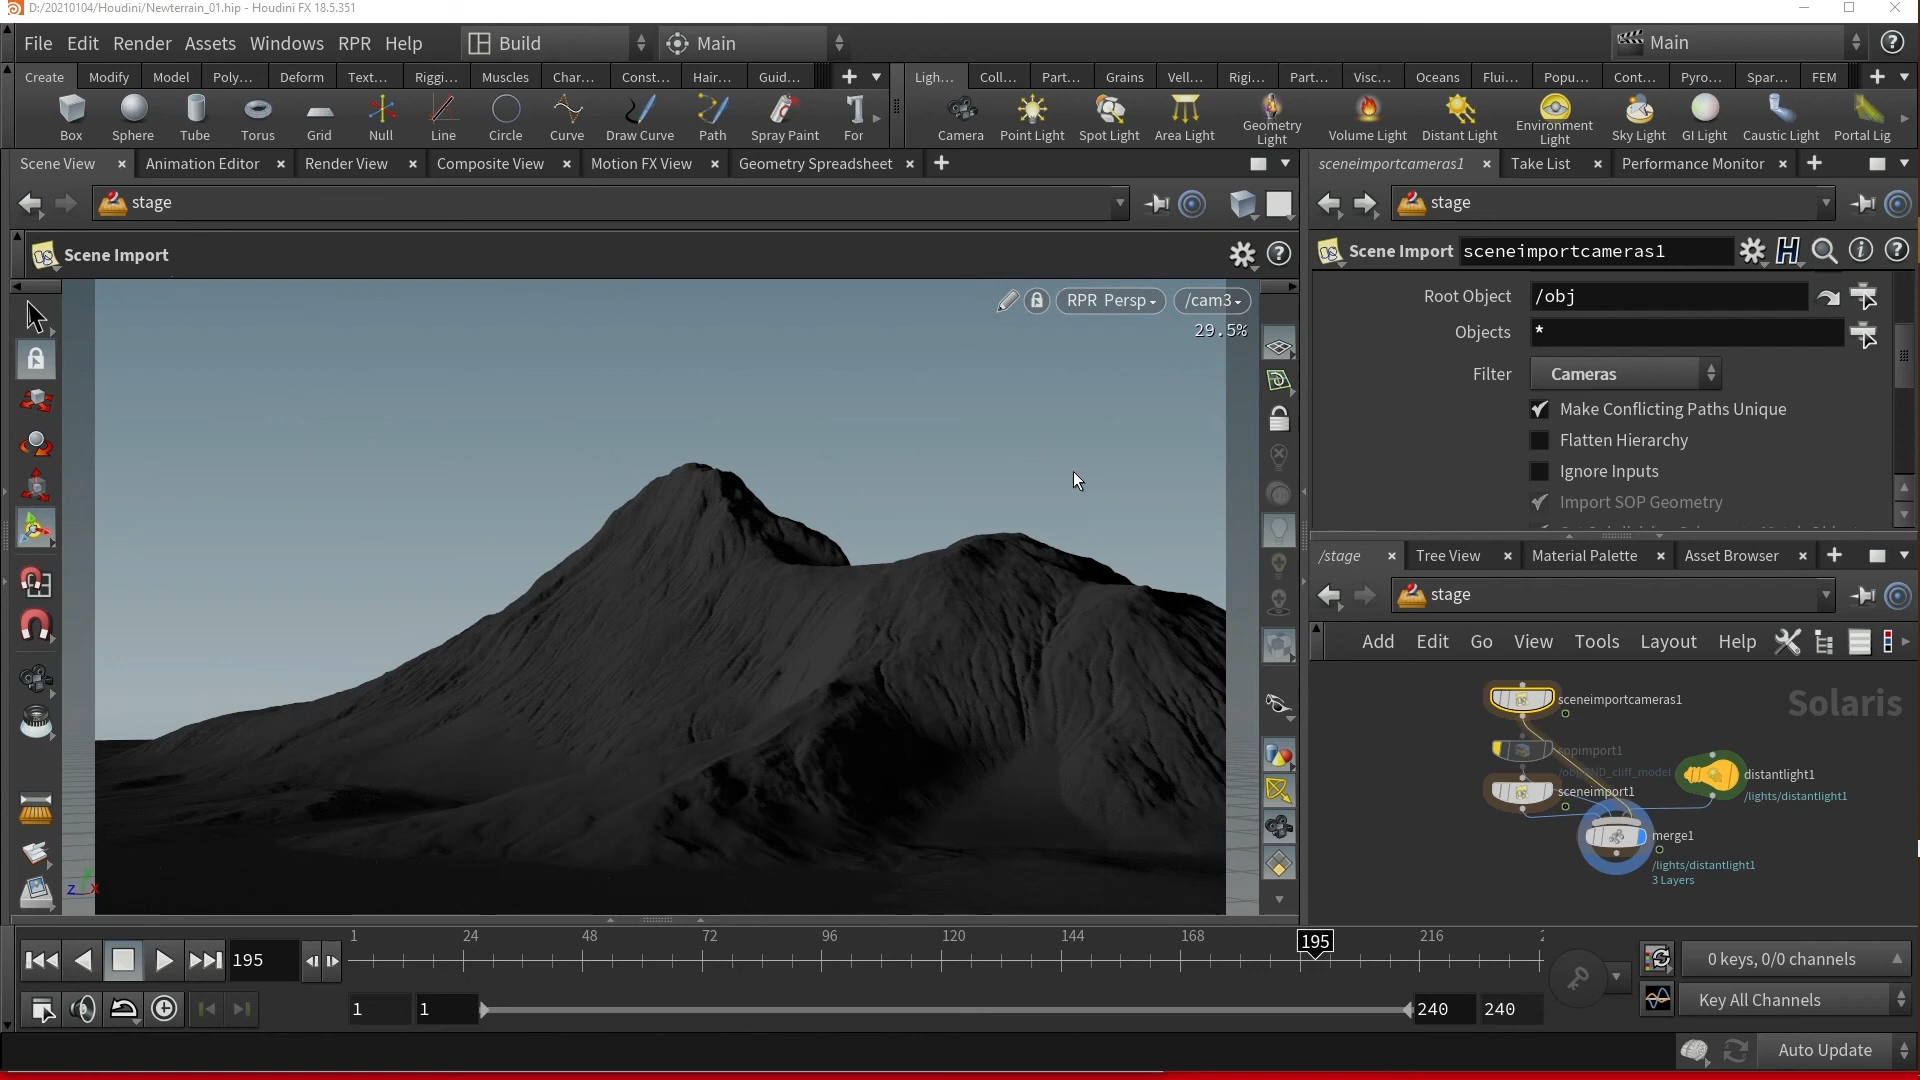 D:/20210104/Houdini/Newterrain_01.hip - Houdini FX 18.5.351
File Edit Render Assets Windows RPR Help Build Main Main
Create Modify Model Poly... Deform Text... Riggi... Muscles Char... Const... Hair... Guid... Ligh... Coll... Part... Grains Vell... Rigi... Part... Visc... Oceans Flui... Popu... Cont... Pyro... Spar... FEM
Box Sphere Tube Torus Grid Null Line Circle Curve Draw Curve Path Spray Paint For Camera Point Light Spot Light Area Light Geometry Light Volume Light Distant Light Environment Light Sky Light GI Light Caustic Light Portal Lig
Scene View Animation Editor Render View Composite View Motion FX View Geometry Spreadsheet sceneimportcameras1 Take List Performance Monitor
stage stage
Scene Import
Scene Import sceneimportcameras1
Root Object /obj
Objects *
Filter Cameras
Make Conflicting Paths Unique
Flatten Hierarchy
Ignore Inputs
Import SOP Geometry
RPR Persp /cam3
29.5%
/stage Tree View Material Palette Asset Browser
stage
Add Edit Go View Tools Layout Help
Solaris
sceneimportcameras1
sopimport1
distantlight1
/lights/distantlight1
sceneimport1
merge1
/lights/distantlight1
3 Layers
z x
1 24 48 72 96 120 144 168 195 216
195
0 keys, 0/0 channels
1 1 240 240
Key All Channels
Auto Update